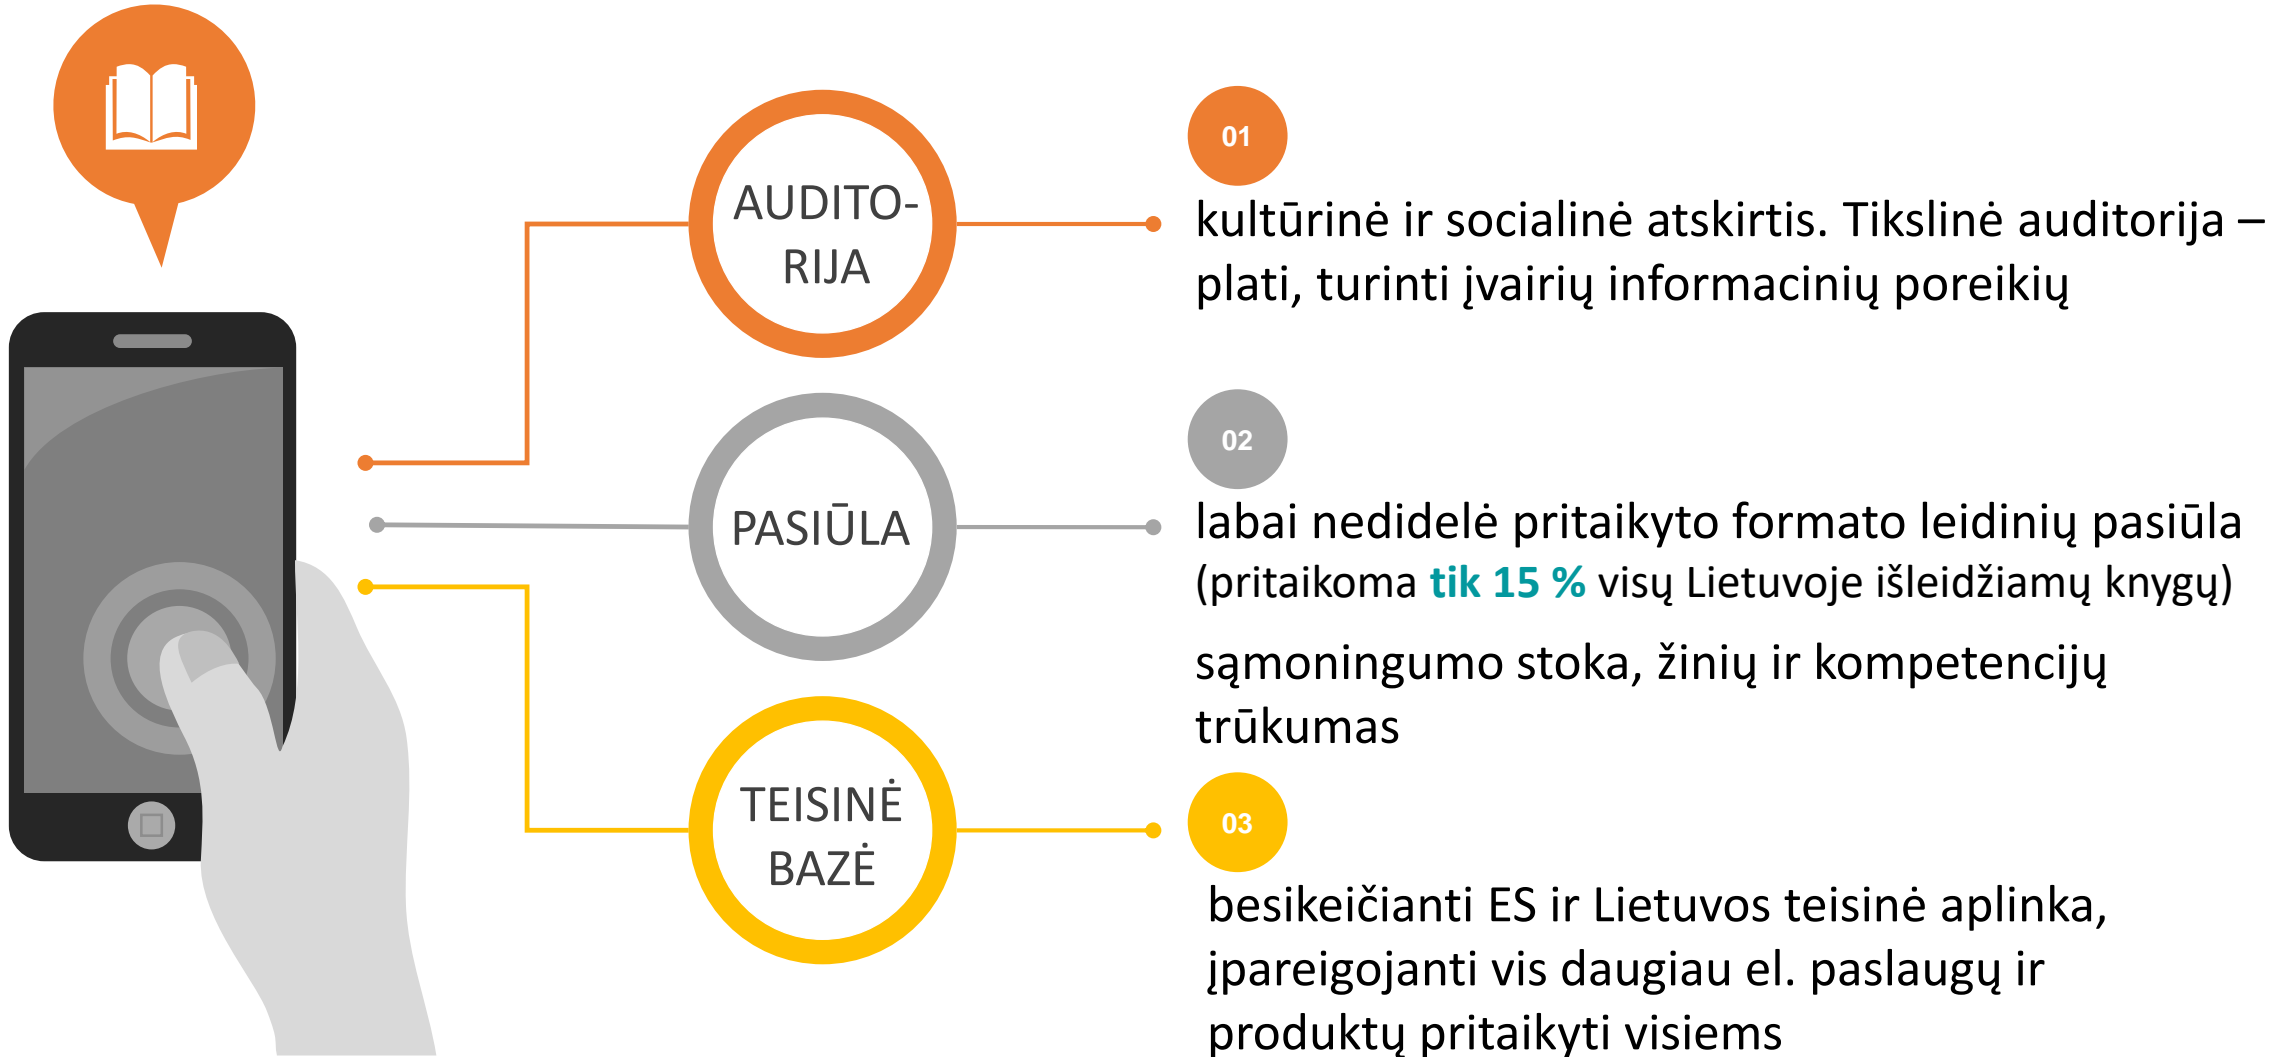 AUDITO-
RIJA
01
kultūrinė ir socialinė atskirtis. Tikslinė auditorija –
plati, turinti įvairių informacinių poreikių
PASIŪLA
02
labai nedidelė pritaikyto formato leidinių pasiūla
(pritaikoma tik 15 % visų Lietuvoje išleidžiamų knygų)
sąmoningumo stoka, žinių ir kompetencijų
trūkumas
TEISINĖ
BAZĖ
03
besikeičianti ES ir Lietuvos teisinė aplinka,
įpareigojanti vis daugiau el. paslaugų ir
produktų pritaikyti visiems